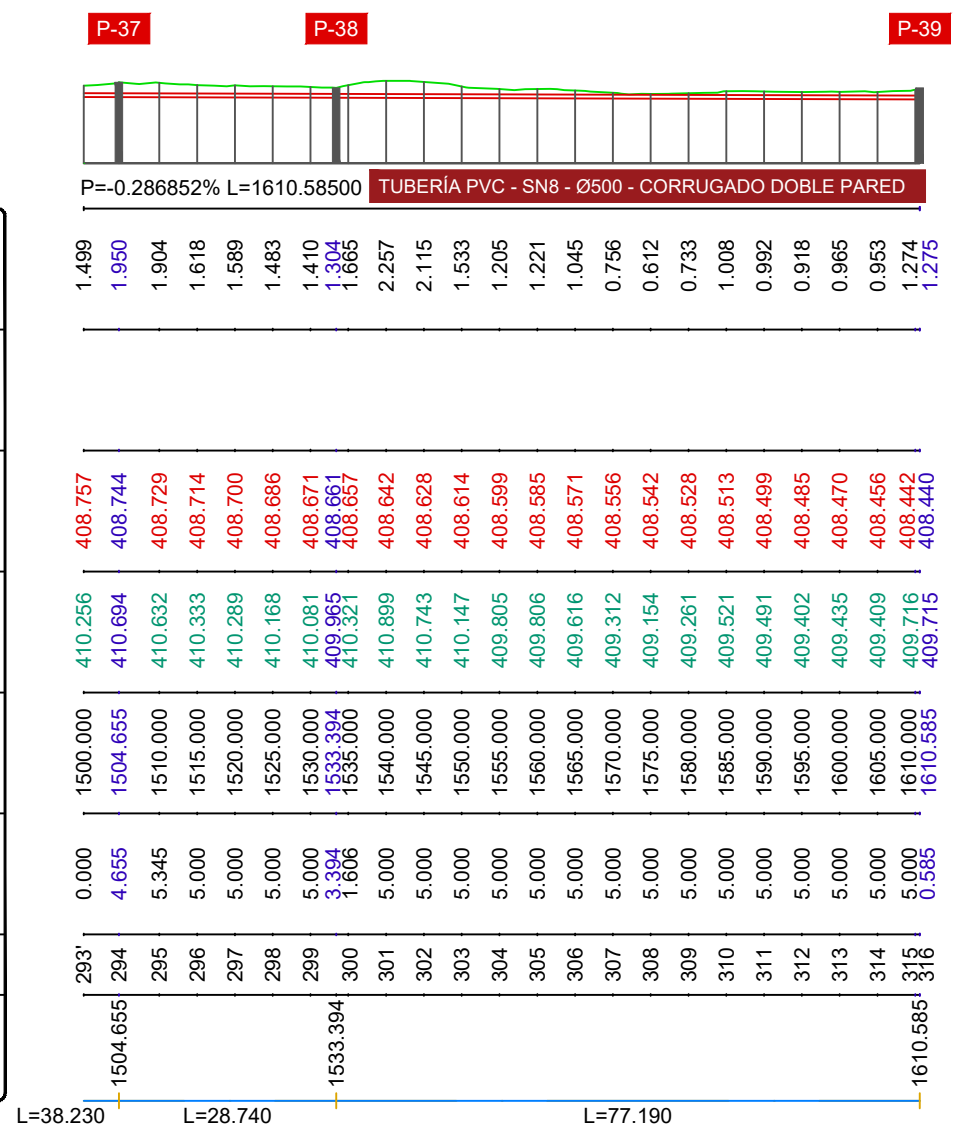 P-37 P-38 P-39
P=-0.286852% L=1610.58500 TUBERÍA PVC - SN8 - Ø500 - CORRUGADO DOBLE PARED
1.499 1.950 1.904 1.618 1.589 1.483 1.410 1.304 1.665 2.257 2.115 1.533 1.205 1.221 1.045 0.756 0.612 0.733 1.008 0.992 0.918 0.965 0.953 1.274 1.275
408.757 408.744 408.729 408.714 408.700 408.686 408.671 408.661 408.657 408.642 408.628 408.614 408.599 408.585 408.571 408.556 408.542 408.528 408.513 408.499 408.485 408.470 408.456 408.442 408.440
410.256 410.694 410.632 410.333 410.289 410.168 410.081 409.965 410.321 410.899 410.743 410.147 409.805 409.806 409.616 409.312 409.154 409.261 409.521 409.491 409.402 409.435 409.409 409.716 409.715
1500.000 1504.655 1510.000 1515.000 1520.000 1525.000 1530.000 1533.394 1535.000 1540.000 1545.000 1550.000 1555.000 1560.000 1565.000 1570.000 1575.000 1580.000 1585.000 1590.000 1595.000 1600.000 1605.000 1610.000 1610.585
0.000 4.655 5.345 5.000 5.000 5.000 5.000 3.394 1.606 5.000 5.000 5.000 5.000 5.000 5.000 5.000 5.000 5.000 5.000 5.000 5.000 5.000 5.000 5.000 0.585
293' 294 295 296 297 298 299 300 301 302 303 304 305 306 307 308 309 310 311 312 313 314 315 316
1504.655 1533.394 1610.585
L=38.230 L=28.740 L=77.190